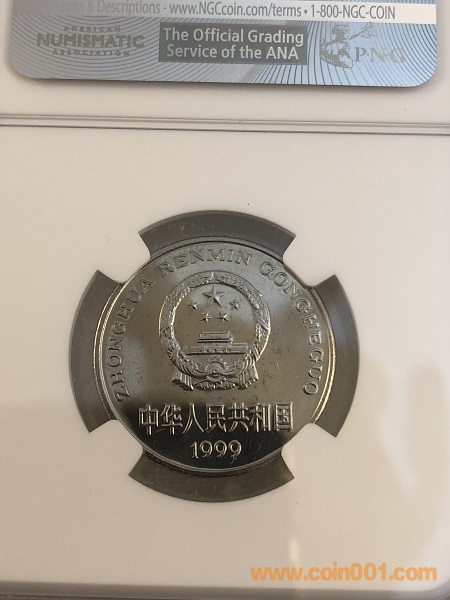 Terms & Descriptions - www.NGCcoin.com/terms • 1-800-NGC-COIN
AMERICAN
NUMISMATIC
ASSOCIATION
The Official Grading
Service of the ANA
PNG
ZHONGHUA RENMIN GONGHEGUO
中华人民共和国
1999
www.coin001.com